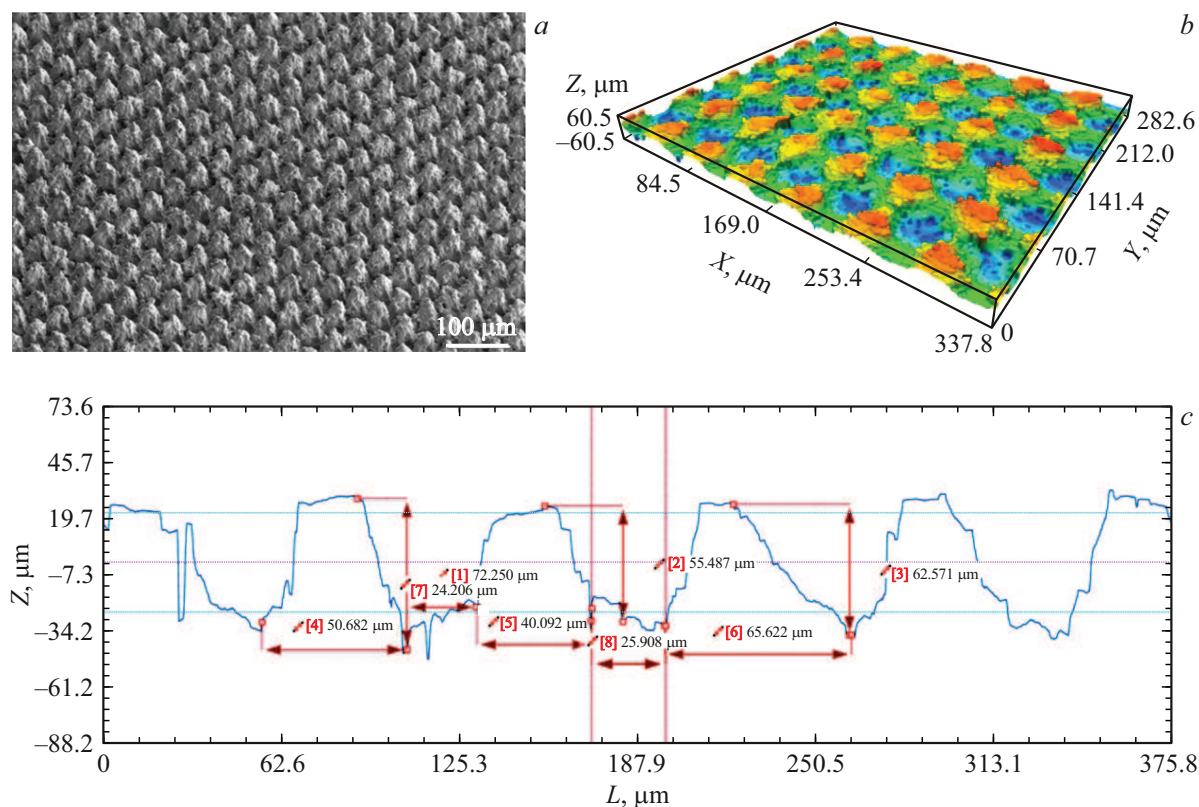 a
100 μm
b
Z, μm
60.5
−60.5
84.5
169.0
253.4
337.8
X, μm
0
70.7
141.4
212.0
282.6
Y, μm
c
73.6
45.7
19.7
−7.3
−34.2
−61.2
−88.2
Z, μm
[1] 72.250 μm
[2] 55.487 μm
[3] 62.571 μm
[7] 24.206 μm
[4] 50.682 μm
[5] 40.092 μm
[6] 65.622 μm
[8] 25.908 μm
0
62.6
125.3
187.9
250.5
313.1
375.8
L, μm